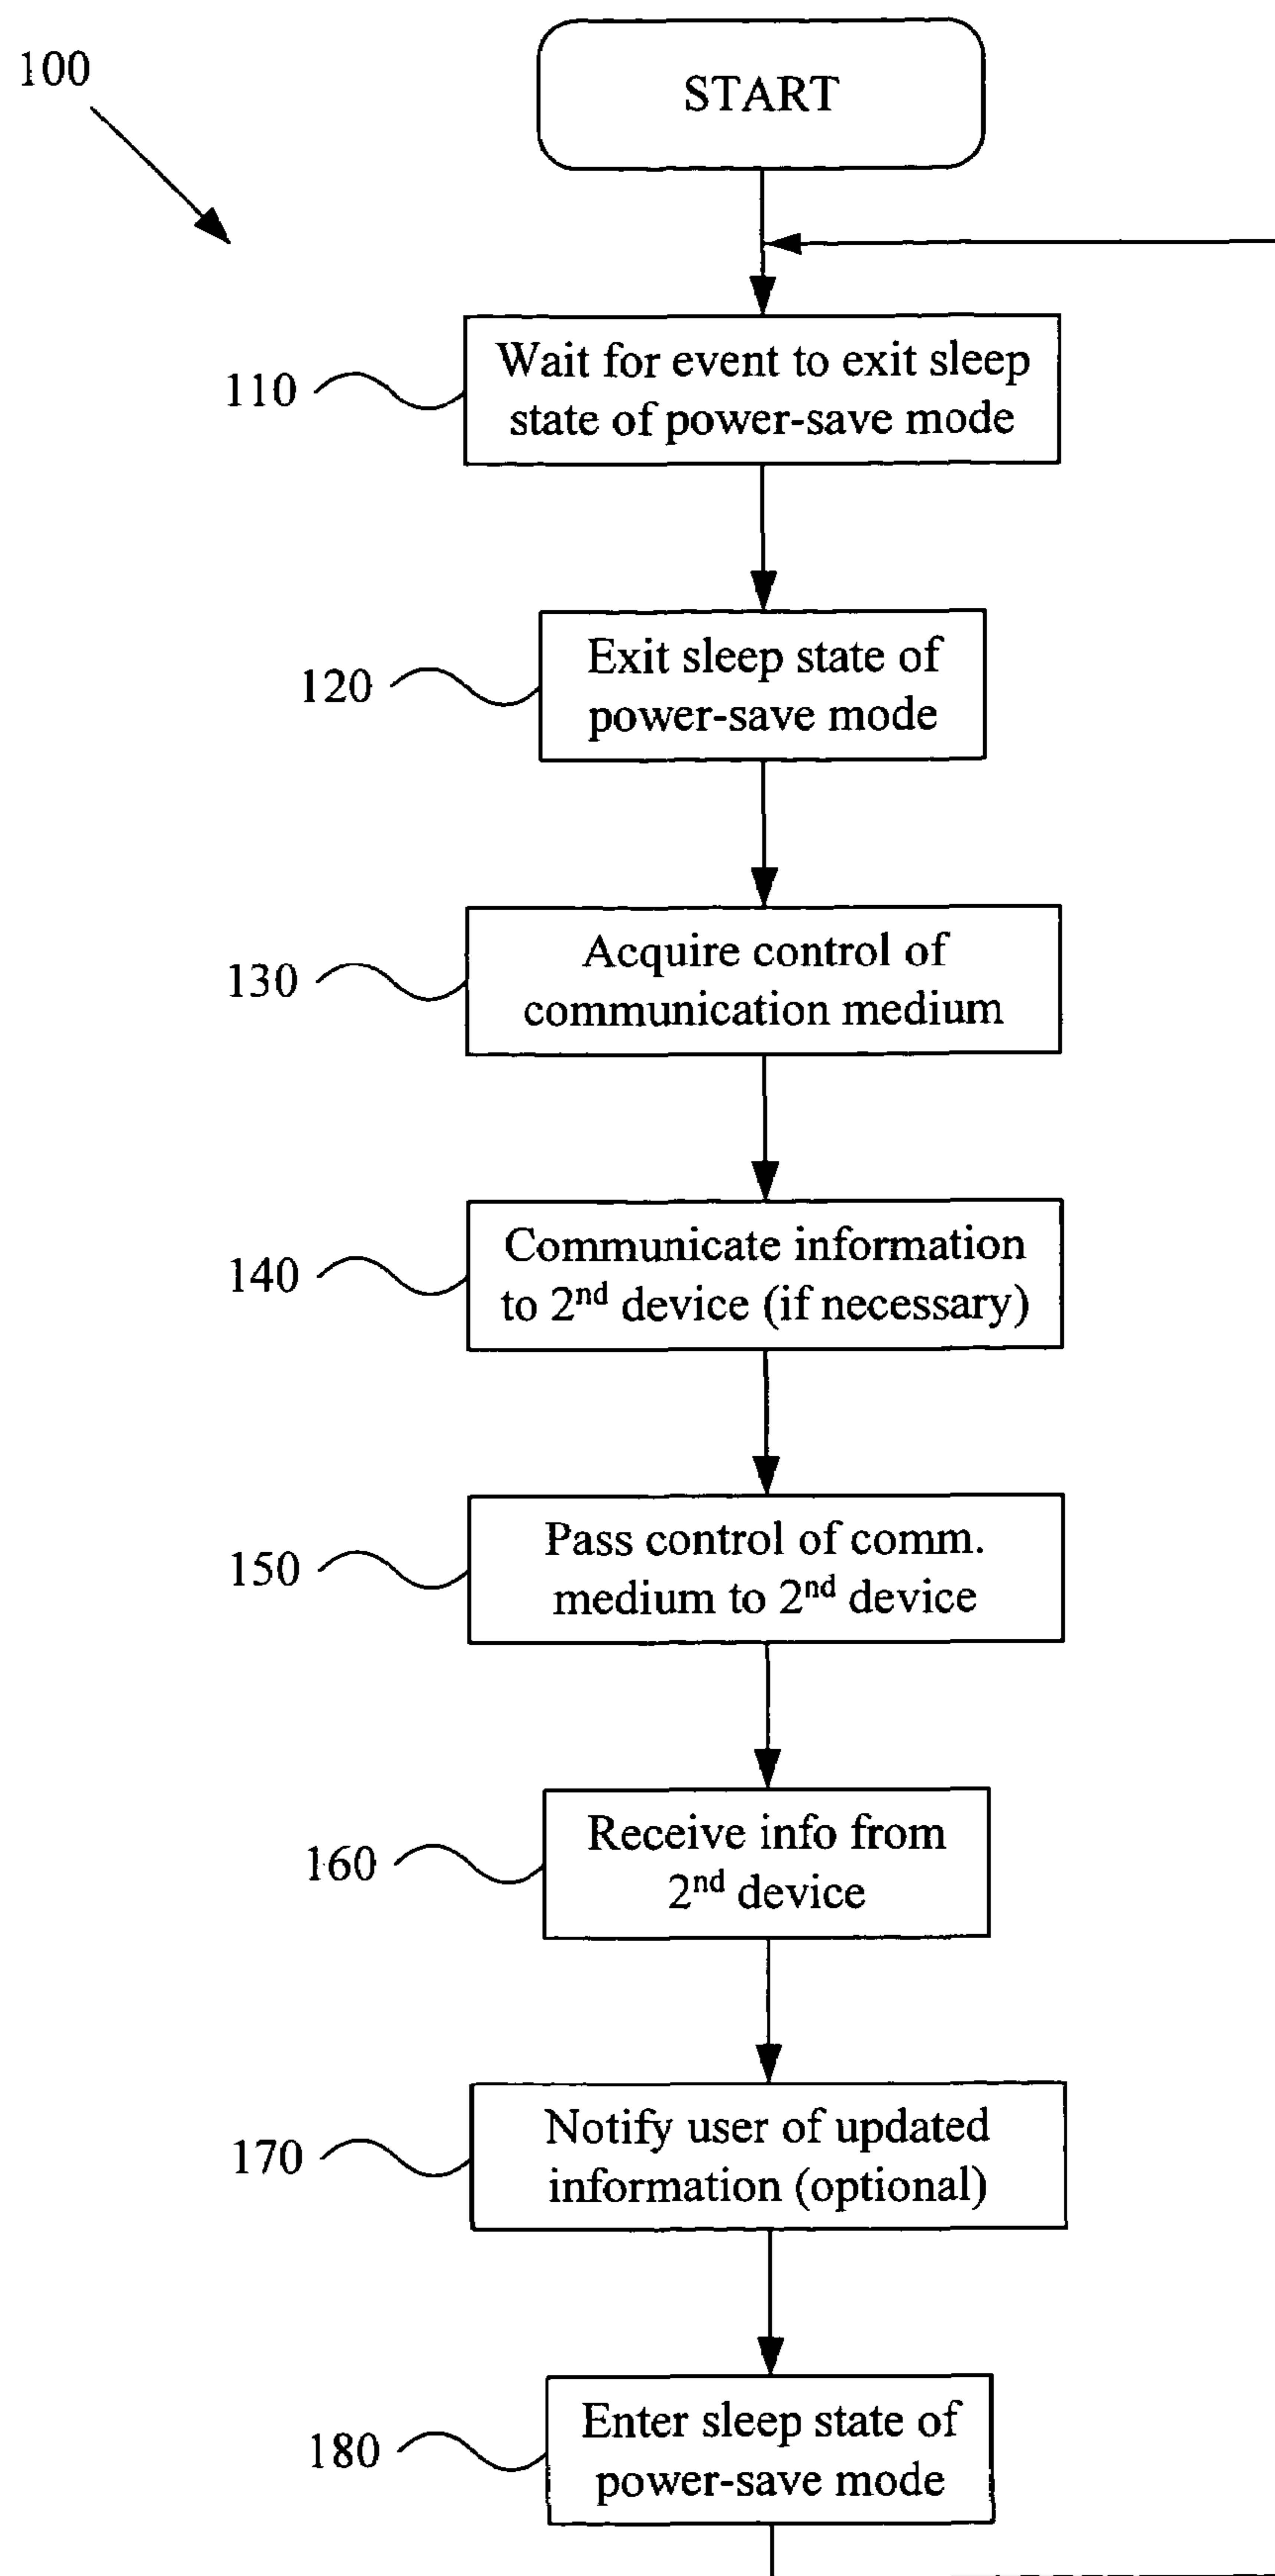 100
START
110
Wait for event to exit sleep
state of power-save mode
120
Exit sleep state of
power-save mode
130
Acquire control of
communication medium
140
Communicate information
to 2nd device (if necessary)
150
Pass control of comm.
medium to 2nd device
160
Receive info from
2nd device
170
Notify user of updated
information (optional)
180
Enter sleep state of
power-save mode